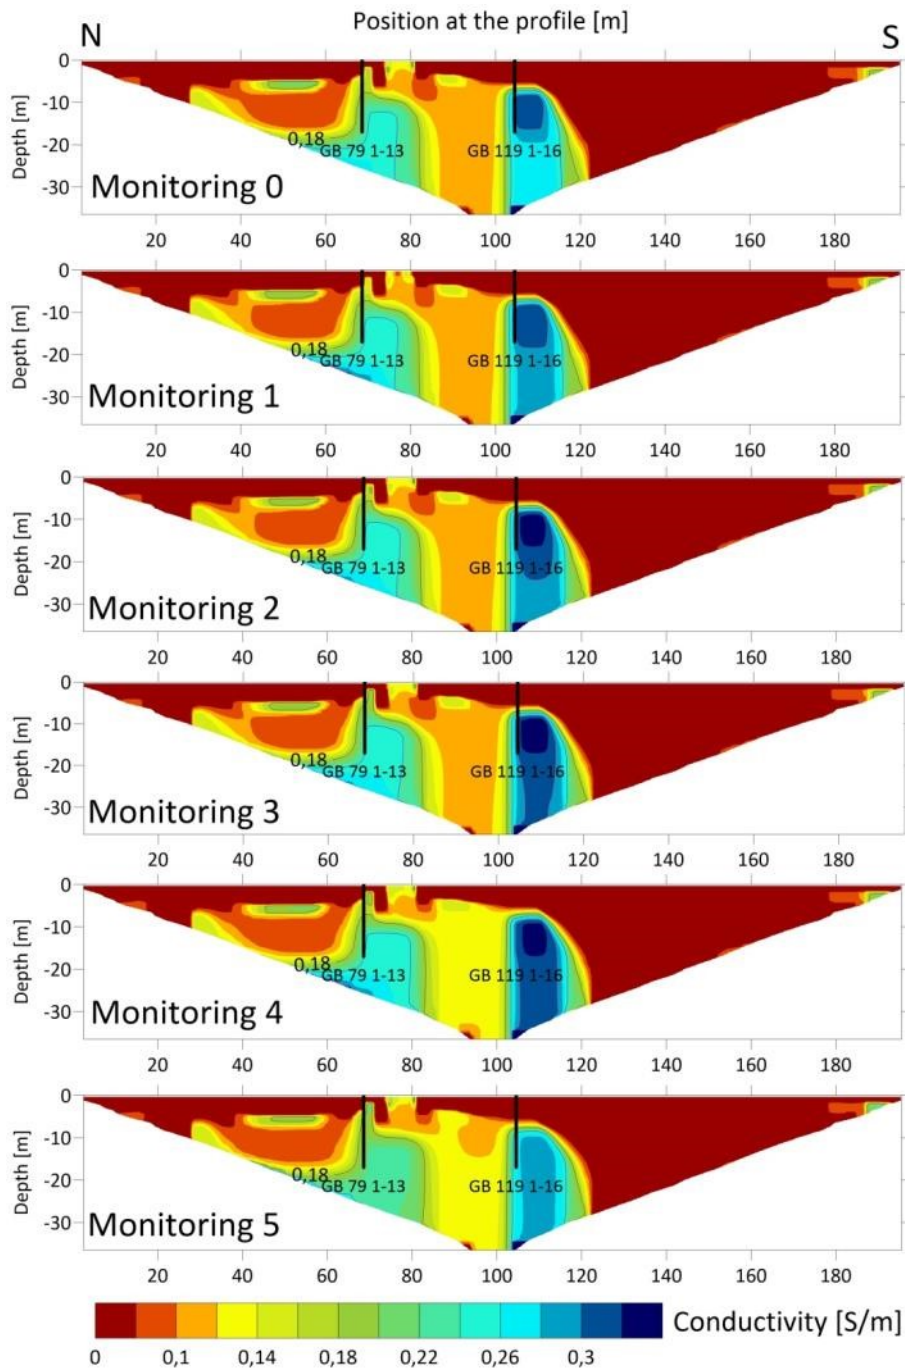 Position at the profile [m]
N S
0
-10
-20
-30
Depth [m]
0,18
GB 79 1-13
GB 119 1-16
Monitoring 0
20 40 60 80 100 120 140 160 180
0
-10
-20
-30
Depth [m]
0,18
GB 79 1-13
GB 119 1-16
Monitoring 1
20 40 60 80 100 120 140 160 180
0
-10
-20
-30
Depth [m]
0,18
GB 79 1-13
GB 119 1-16
Monitoring 2
20 40 60 80 100 120 140 160 180
0
-10
-20
-30
Depth [m]
0,18
GB 79 1-13
GB 119 1-16
Monitoring 3
20 40 60 80 100 120 140 160 180
0
-10
-20
-30
Depth [m]
0,18
GB 79 1-13
GB 119 1-16
Monitoring 4
20 40 60 80 100 120 140 160 180
0
-10
-20
-30
Depth [m]
0,18
GB 79 1-13
GB 119 1-16
Monitoring 5
20 40 60 80 100 120 140 160 180
Conductivity [S/m]
0 0,1 0,14 0,18 0,22 0,26 0,3